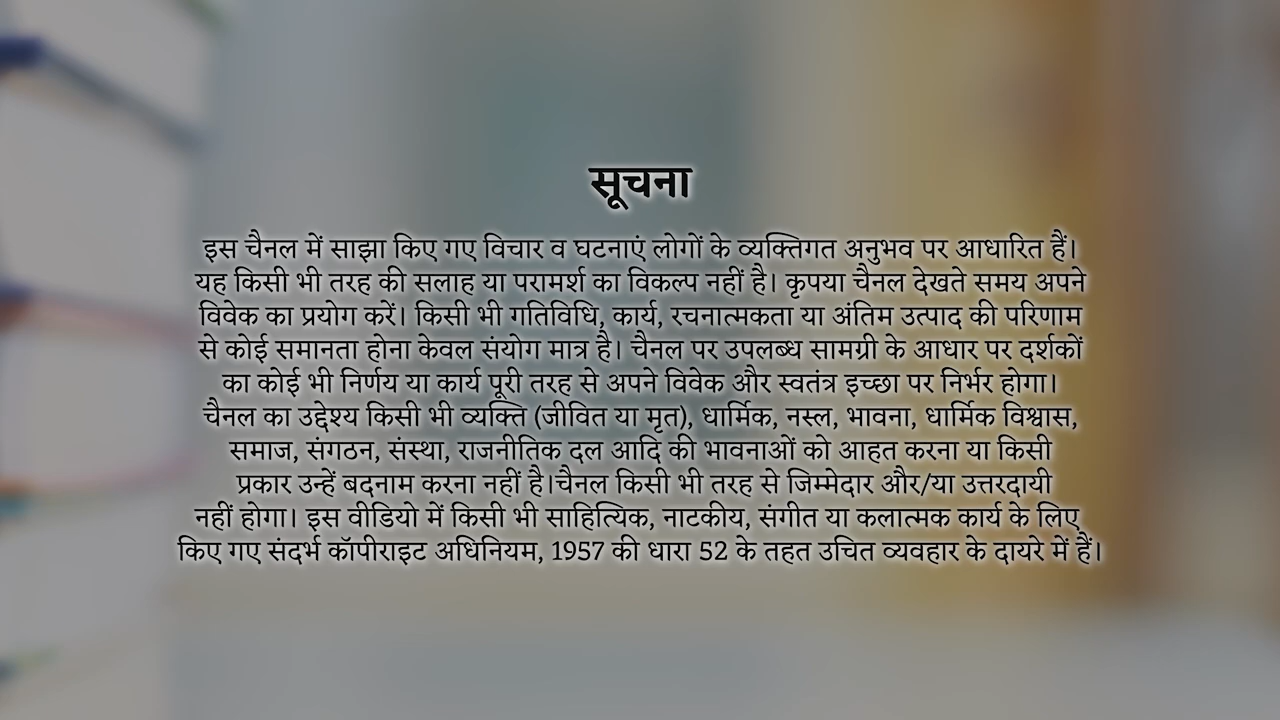 सूचना
इस चैनल में साझा किए गए विचार व घटनाएं लोगों के व्यक्तिगत अनुभव पर आधारित हैं।
यह किसी भी तरह की सलाह या परामर्श का विकल्प नहीं है। कृपया चैनल देखते समय अपने
विवेक का प्रयोग करें। किसी भी गतिविधि, कार्य, रचनात्मकता या अंतिम उत्पाद की परिणाम
से कोई समानता होना केवल संयोग मात्र है। चैनल पर उपलब्ध सामग्री के आधार पर दर्शकों
का कोई भी निर्णय या कार्य पूरी तरह से अपने विवेक और स्वतंत्र इच्छा पर निर्भर होगा।
चैनल का उद्देश्य किसी भी व्यक्ति (जीवित या मृत), धार्मिक, नस्ल, भावना, धार्मिक विश्वास,
समाज, संगठन, संस्था, राजनीतिक दल आदि की भावनाओं को आहत करना या किसी
प्रकार उन्हें बदनाम करना नहीं है।चैनल किसी भी तरह से जिम्मेदार और/या उत्तरदायी
नहीं होगा। इस वीडियो में किसी भी साहित्यिक, नाटकीय, संगीत या कलात्मक कार्य के लिए
किए गए संदर्भ कॉपीराइट अधिनियम, 1957 की धारा 52 के तहत उचित व्यवहार के दायरे में हैं।